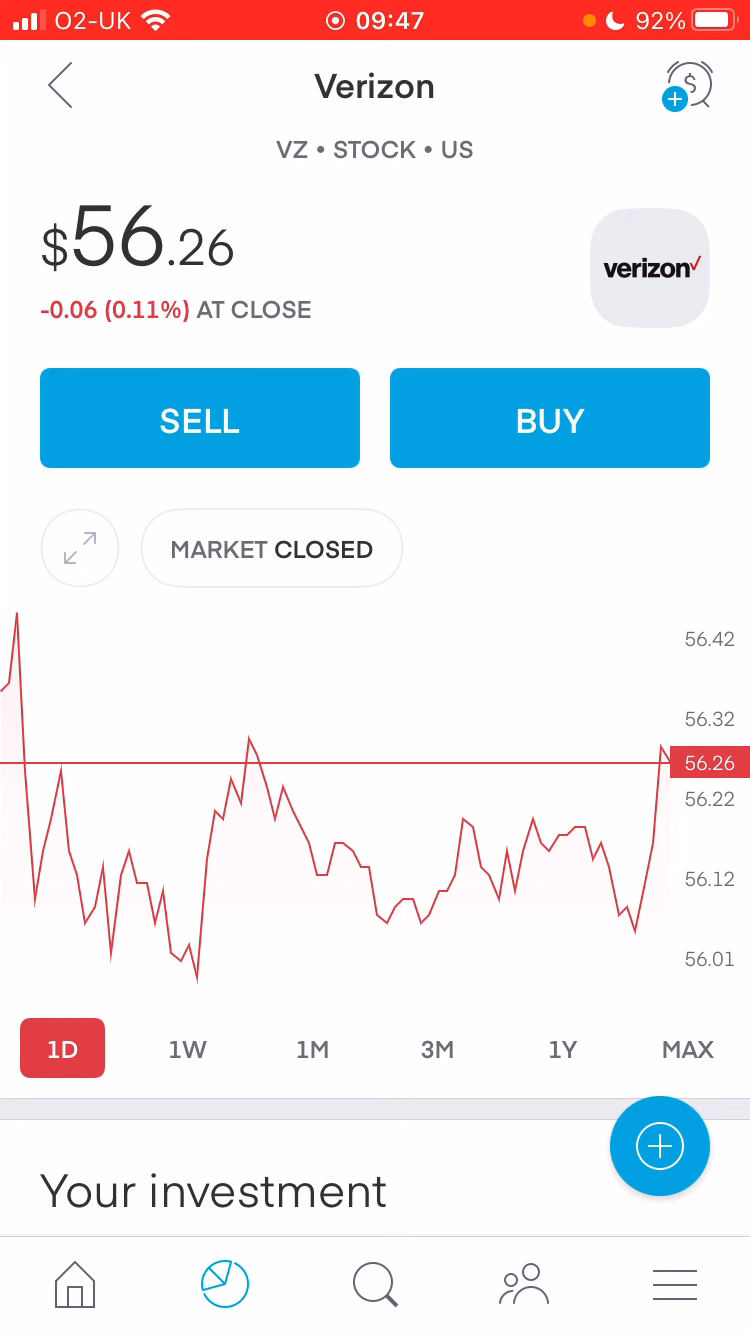 O2-UK 09:47 92%
Verizon
$
VZ • STOCK • US
$56.26
verizon✓
-0.06 (0.11%) AT CLOSE
SELL BUY
MARKET CLOSED
56.42
56.32
56.26
56.22
56.12
56.01
1D 1W 1M 3M 1Y MAX
Your investment